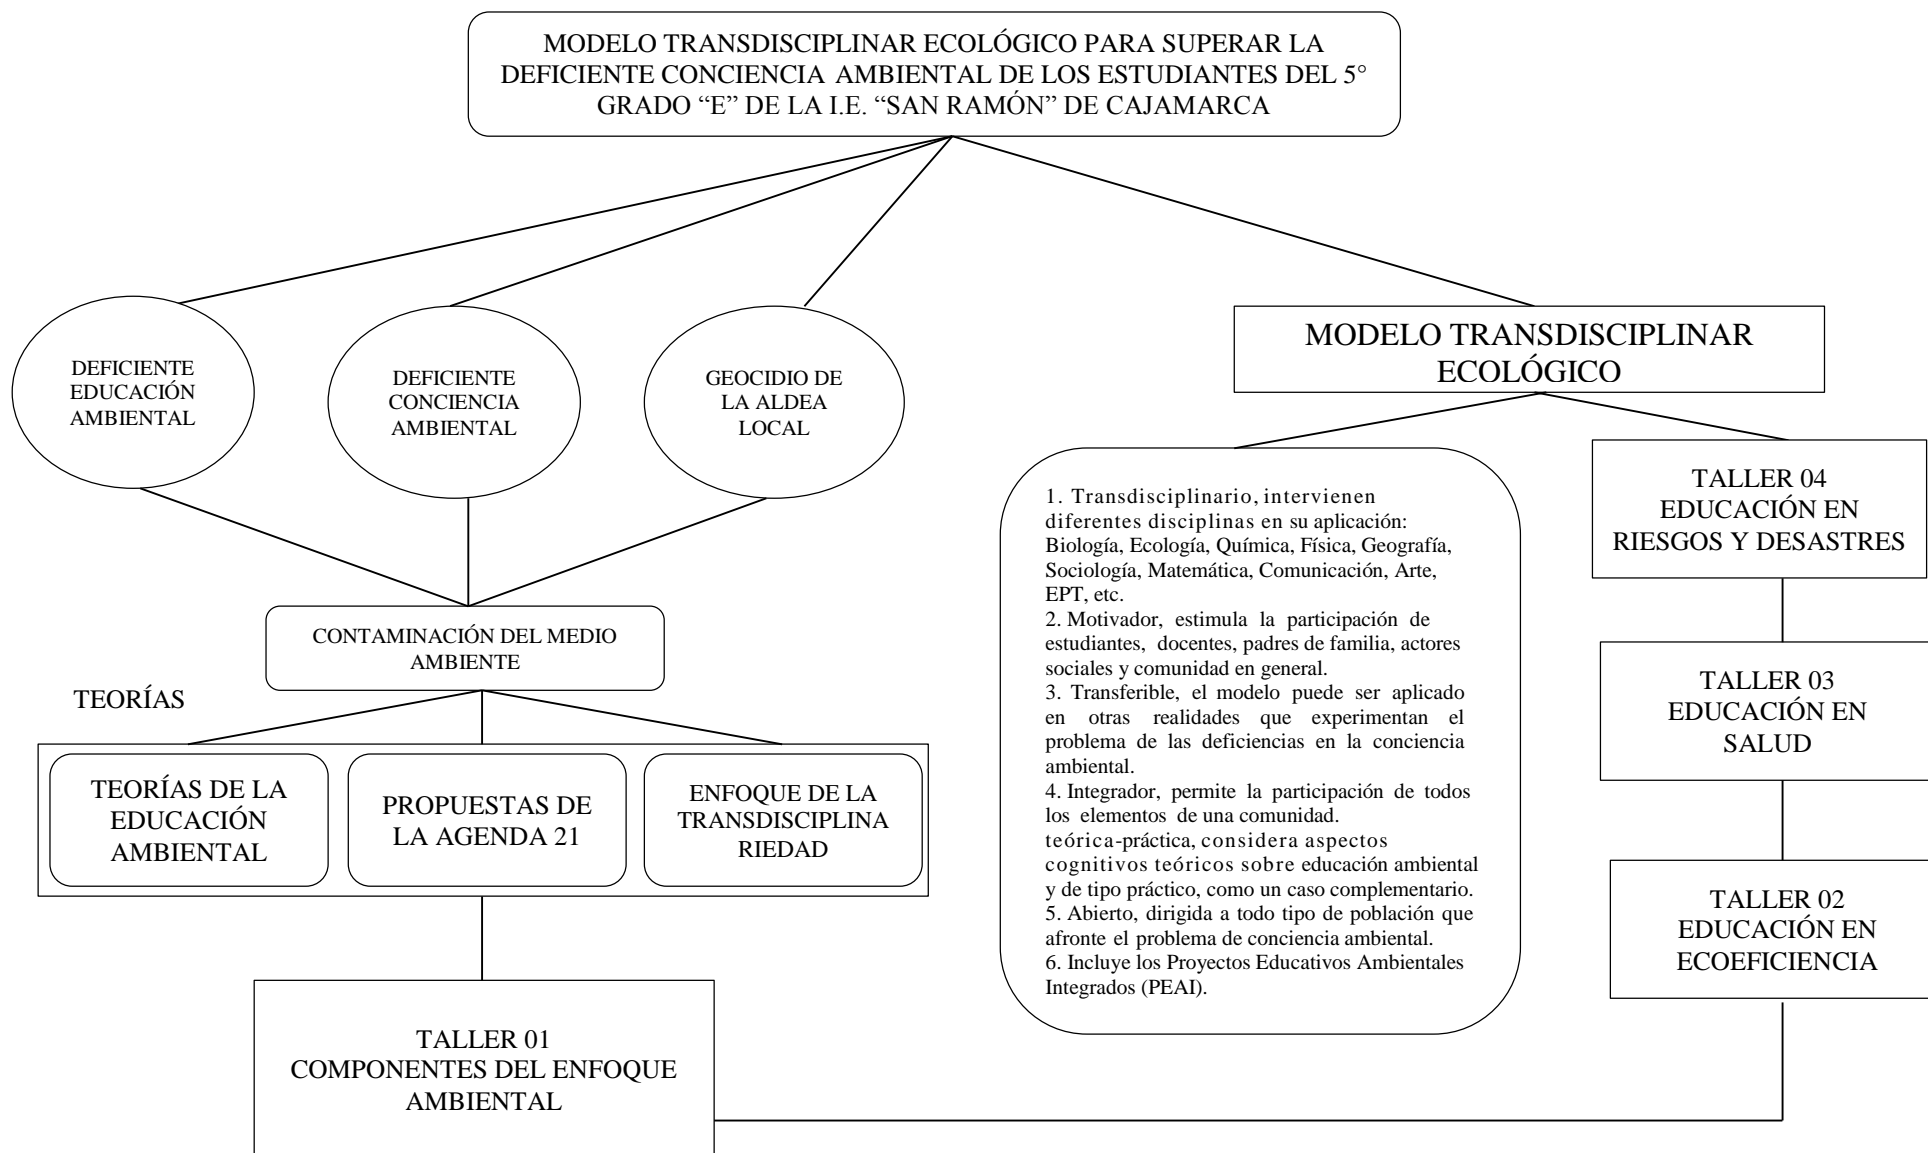 MODELO TRANSDISCIPLINAR ECOLÓGICO PARA SUPERAR LA
DEFICIENTE CONCIENCIA AMBIENTAL DE LOS ESTUDIANTES DEL 5°
GRADO “E” DE LA I.E. “SAN RAMÓN” DE CAJAMARCA
DEFICIENTE
EDUCACIÓN
AMBIENTAL
DEFICIENTE
CONCIENCIA
AMBIENTAL
GEOCIDIO DE
LA ALDEA
LOCAL
MODELO TRANSDISCIPLINAR
ECOLÓGICO
CONTAMINACIÓN DEL MEDIO
AMBIENTE
TEORÍAS
TEORÍAS DE LA
EDUCACIÓN
AMBIENTAL
PROPUESTAS DE
LA AGENDA 21
ENFOQUE DE LA
TRANSDISCIPLINA
RIEDAD
TALLER 01
COMPONENTES DEL ENFOQUE
AMBIENTAL
1. Transdisciplinario, intervienen
diferentes disciplinas en su aplicación:
Biología, Ecología, Química, Física, Geografía,
Sociología, Matemática, Comunicación, Arte,
EPT, etc.
2. Motivador, estimula la participación de
estudiantes, docentes, padres de familia, actores
sociales y comunidad en general.
3. Transferible, el modelo puede ser aplicado
en otras realidades que experimentan el
problema de las deficiencias en la conciencia
ambiental.
4. Integrador, permite la participación de todos
los elementos de una comunidad.
teórica-práctica, considera aspectos
cognitivos teóricos sobre educación ambiental
y de tipo práctico, como un caso complementario.
5. Abierto, dirigida a todo tipo de población que
afronte el problema de conciencia ambiental.
6. Incluye los Proyectos Educativos Ambientales
Integrados (PEAI).
TALLER 04
EDUCACIÓN EN
RIESGOS Y DESASTRES
TALLER 03
EDUCACIÓN EN
SALUD
TALLER 02
EDUCACIÓN EN
ECOEFICIENCIA